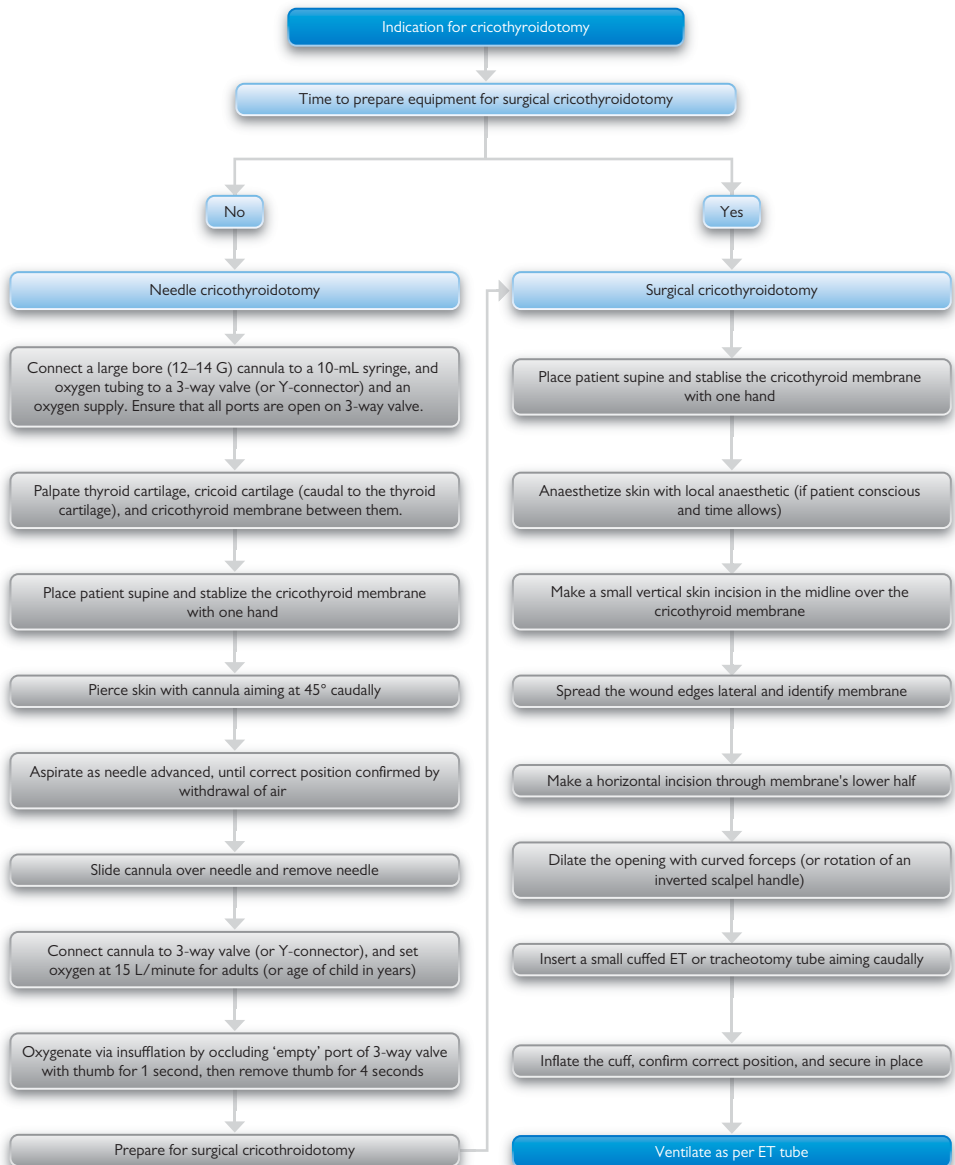 Indication for cricothyroidotomy
Time to prepare equipment for surgical cricothyroidotomy
No
Yes
Needle cricothyroidotomy
Connect a large bore (12–14 G) cannula to a 10-mL syringe, and
oxygen tubing to a 3-way valve (or Y-connector) and an
oxygen supply. Ensure that all ports are open on 3-way valve.
Palpate thyroid cartilage, cricoid cartilage (caudal to the thyroid
cartilage), and cricothyroid membrane between them.
Place patient supine and stablize the cricothyroid membrane
with one hand
Pierce skin with cannula aiming at 45° caudally
Aspirate as needle advanced, until correct position confirmed by
withdrawal of air
Slide cannula over needle and remove needle
Connect cannula to 3-way valve (or Y-connector), and set
oxygen at 15 L/minute for adults (or age of child in years)
Oxygenate via insufflation by occluding ‘empty’ port of 3-way valve
with thumb for 1 second, then remove thumb for 4 seconds
Prepare for surgical cricothroidotomy
Surgical cricothyroidotomy
Place patient supine and stablise the cricothyroid membrane
with one hand
Anaesthetize skin with local anaesthetic (if patient conscious
and time allows)
Make a small vertical skin incision in the midline over the
cricothyroid membrane
Spread the wound edges lateral and identify membrane
Make a horizontal incision through membrane's lower half
Dilate the opening with curved forceps (or rotation of an
inverted scalpel handle)
Insert a small cuffed ET or tracheotomy tube aiming caudally
Inflate the cuff, confirm correct position, and secure in place
Ventilate as per ET tube